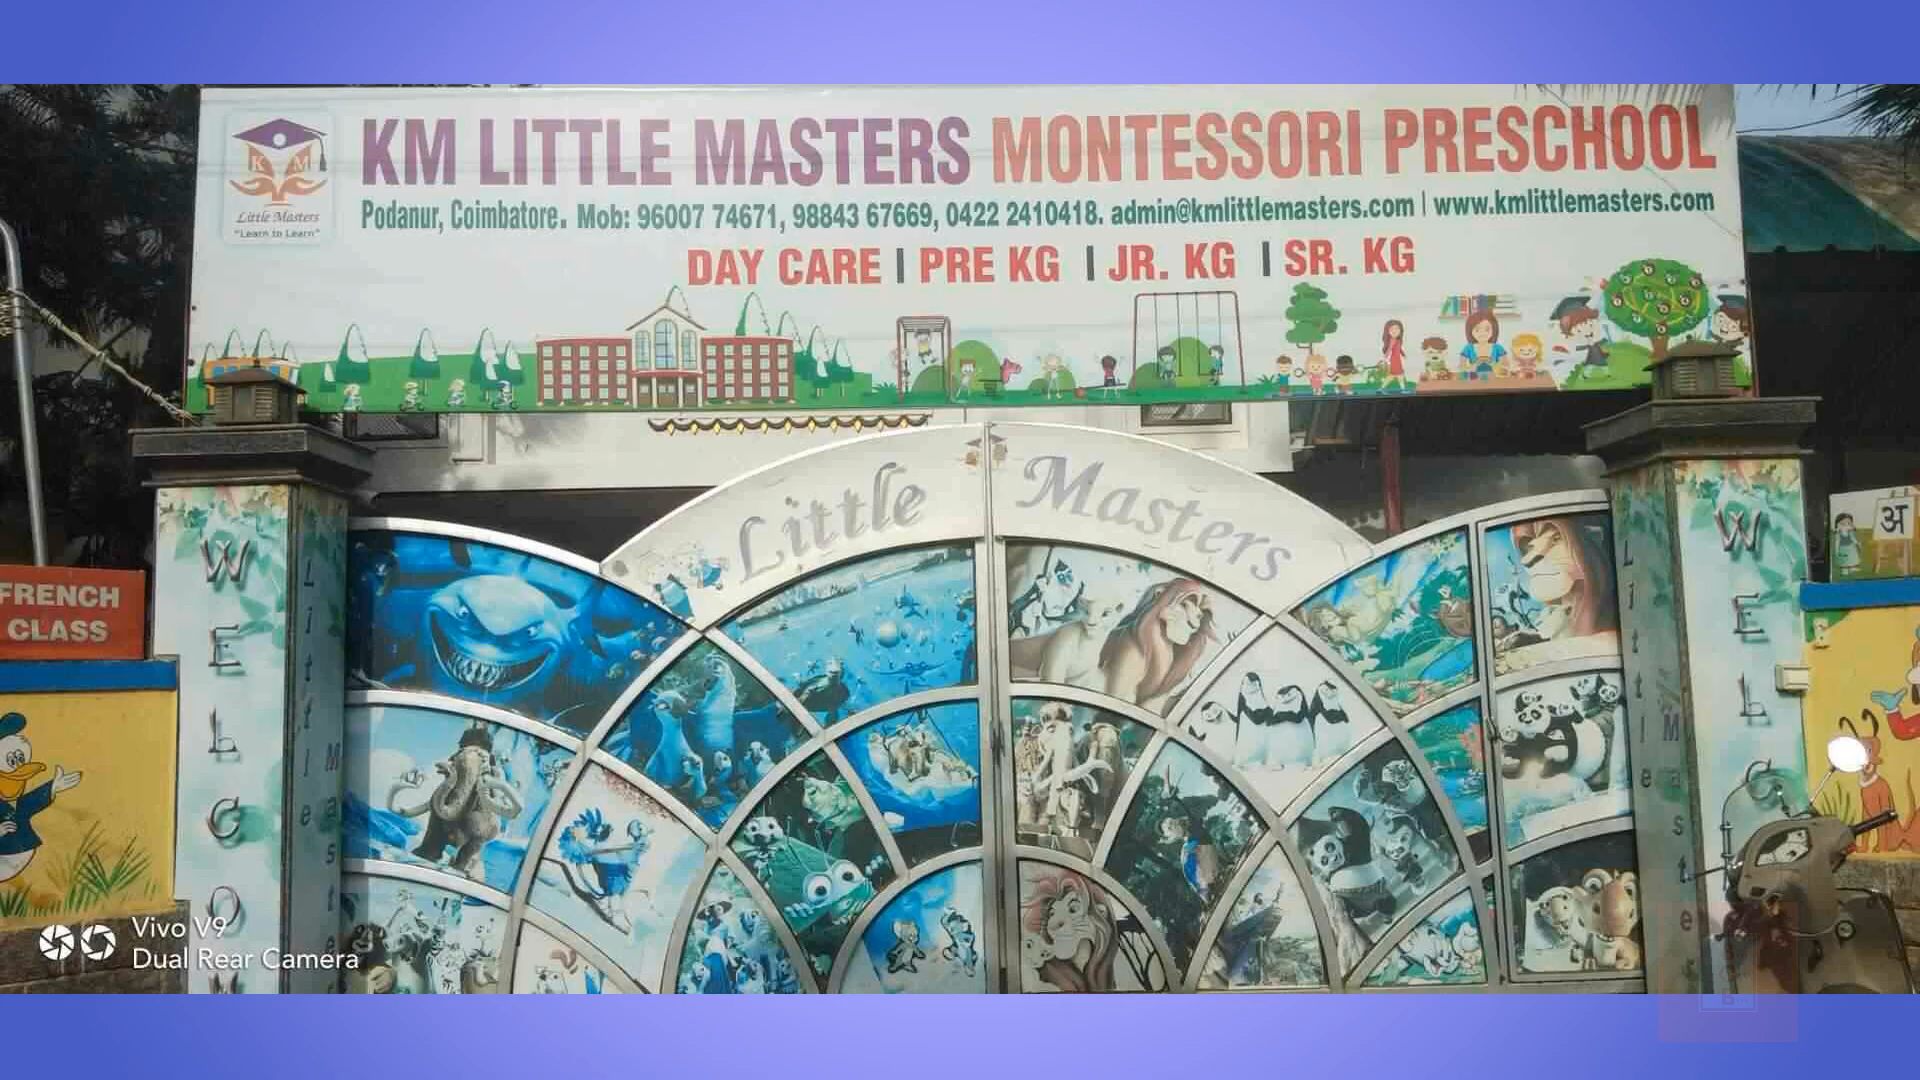 KM LITTLE MASTERS MONTESSORI PRESCHOOL
K M
Little Masters
"Learn to Learn"
Podanur, Coimbatore. Mob: 96007 74671, 98843 67669, 0422 2410418. admin@kmlittlemasters.com | www.kmlittlemasters.com
DAY CARE | PRE KG | JR. KG | SR. KG
Little Masters
WELCOM
Little Maste
Little Maste
WELC
FRENCH
CLASS
अ
Vivo V9
Dual Rear Camera